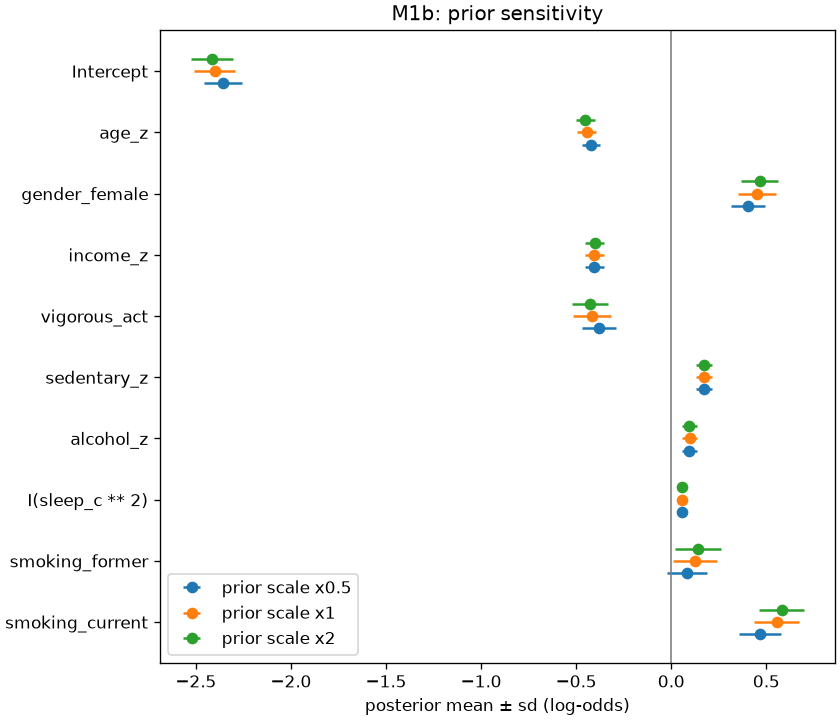 M1b: prior sensitivity
Intercept
age_z
gender_female
income_z
vigorous_act
sedentary_z
alcohol_z
I(sleep_c ** 2)
smoking_former
smoking_current
prior scale x0.5
prior scale x1
prior scale x2
−2.5 −2.0 −1.5 −1.0 −0.5 0.0 0.5
posterior mean ± sd (log-odds)